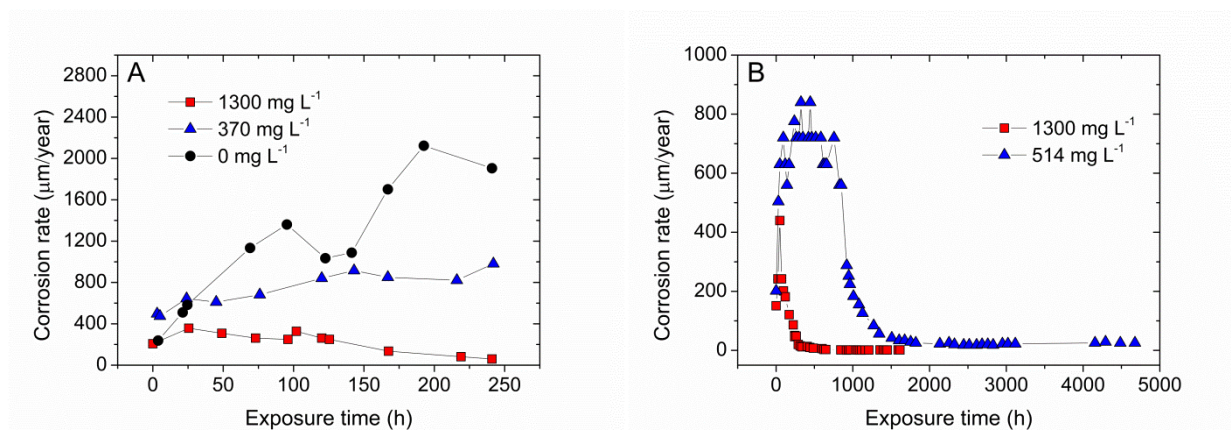 A
1300 mg L⁻¹
370 mg L⁻¹
0 mg L⁻¹
2800
2400
2000
1600
1200
800
400
0
Corrosion rate (μm/year)
0 50 100 150 200 250
Exposure time (h)
B
1300 mg L⁻¹
514 mg L⁻¹
1000
800
600
400
200
0
Corrosion rate (μm/year)
0 1000 2000 3000 4000 5000
Exposure time (h)